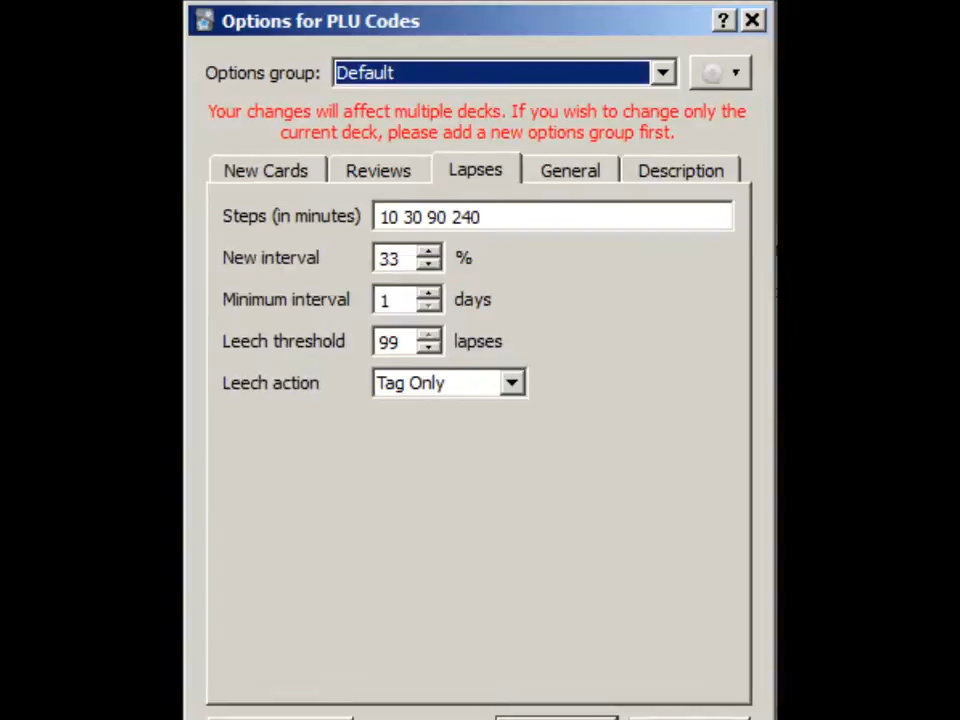 Options for PLU Codes
Options group: Default
Your changes will affect multiple decks. If you wish to change only the
current deck, please add a new options group first.
New Cards Reviews Lapses General Description
Steps (in minutes) 10 30 90 240
New interval 33 %
Minimum interval 1 days
Leech threshold 99 lapses
Leech action Tag Only